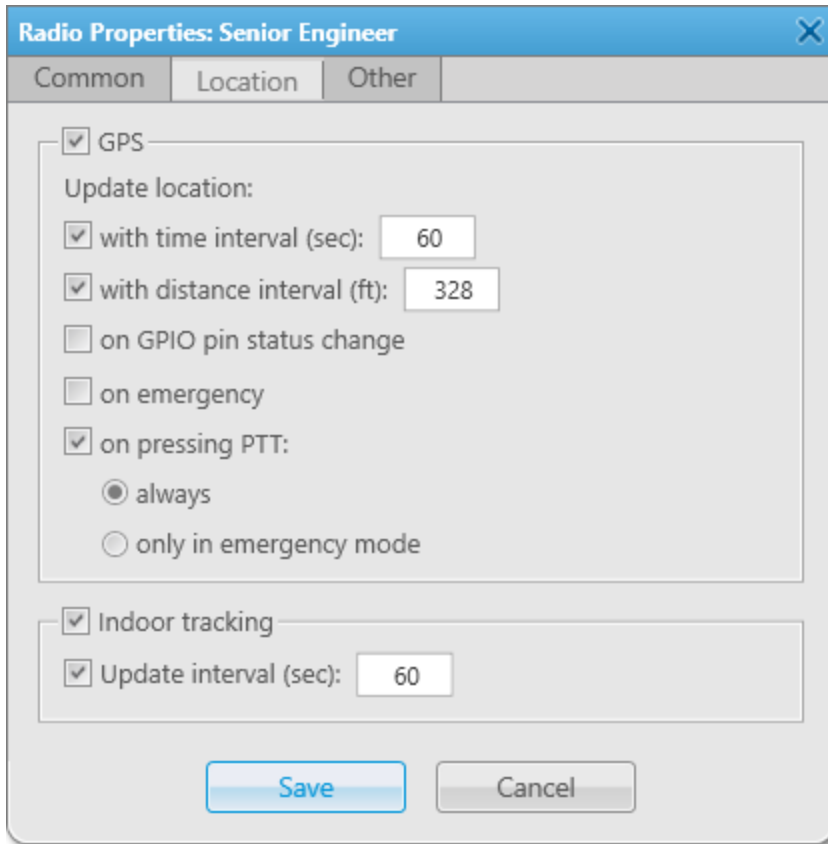 Radio Properties: Senior Engineer
Common Location Other
GPS
Update location:
with time interval (sec): 60
with distance interval (ft): 328
on GPIO pin status change
on emergency
on pressing PTT:
always
only in emergency mode
Indoor tracking
Update interval (sec): 60
Save Cancel